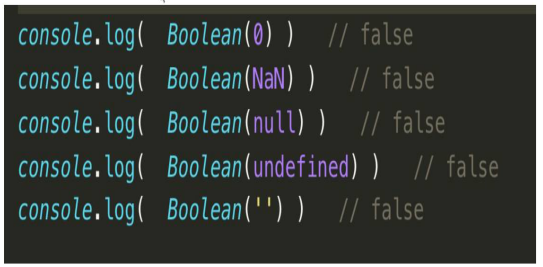 console.log(  Boolean(0) )   // false
console.log(  Boolean(NaN) )   // false
console.log(  Boolean(null) )   // false
console.log(  Boolean(undefined) )   // false
console.log(  Boolean('') )   // false